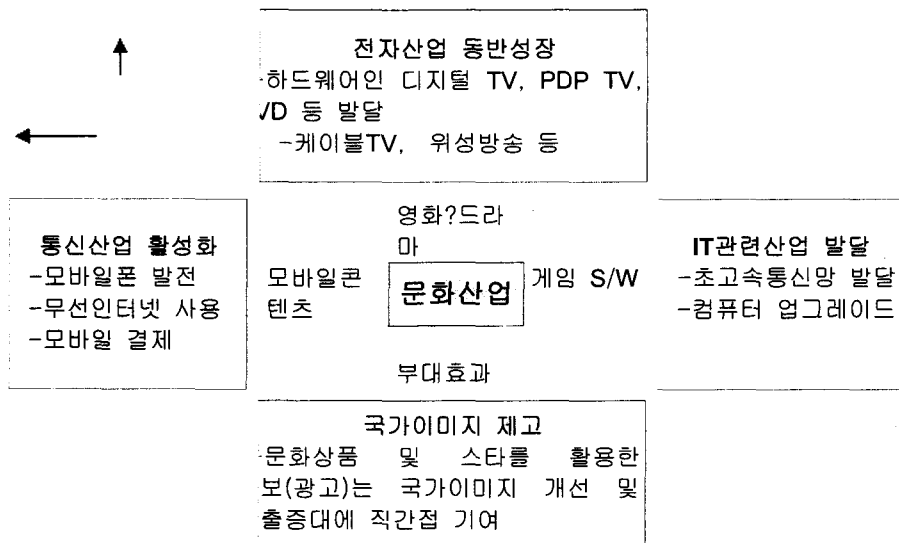 전자산업 동반성장
-하드웨어인 디지털 TV, PDP TV,
VD 등 발달
-케이블TV, 위성방송 등
통신산업 활성화
-모바일폰 발전
-무선인터넷 사용
-모바일 결제
영화?드라
마
모바일콘
텐츠
문화산업
게임 S/W
부대효과
IT관련산업 발달
-초고속통신망 발달
-컴퓨터 업그레이드
국가이미지 제고
문화상품 및 스타를 활용한
보(광고)는 국가이미지 개선 및
출증대에 직간접 기여